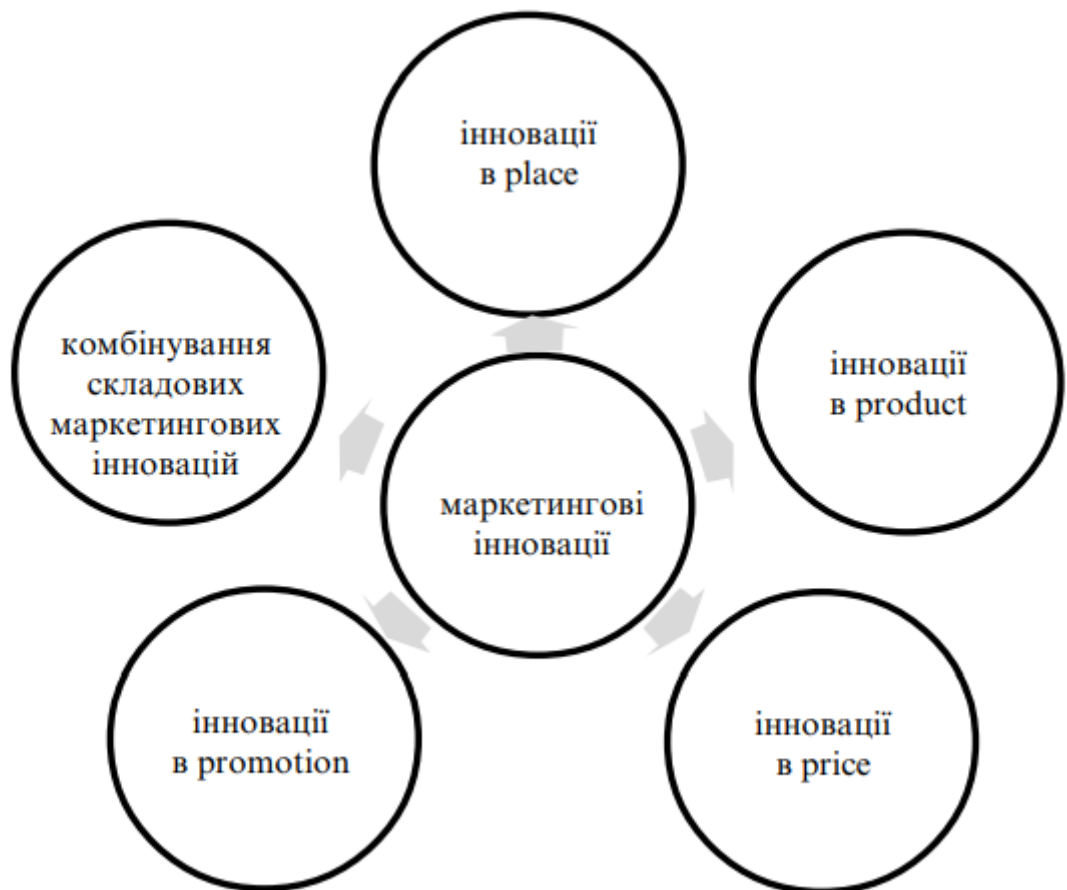 інновації
в place
комбінування
складових
маркетингових
інновацій
інновації
в product
маркетингові
інновації
інновації
в promotion
інновації
в price